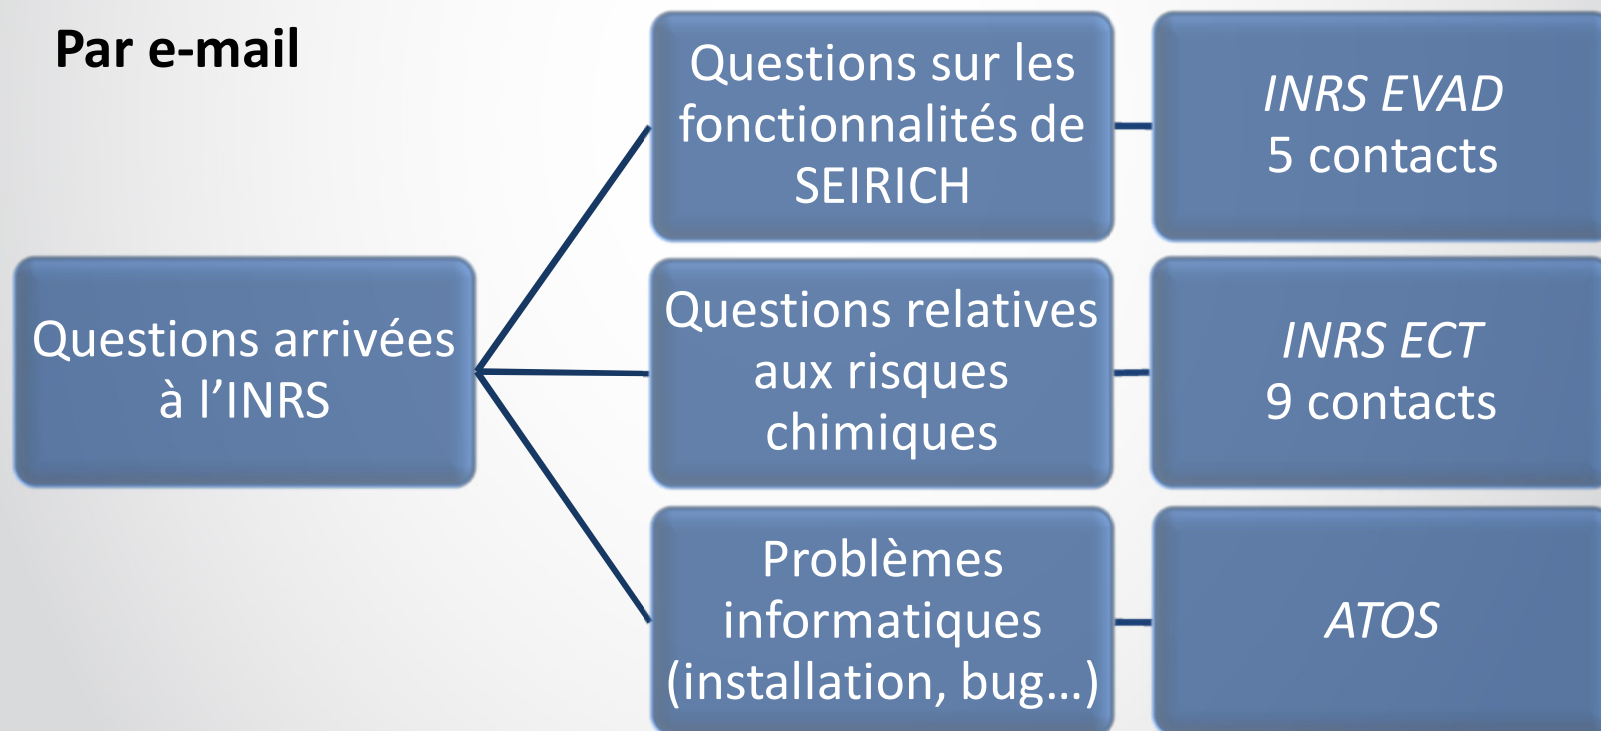 Par e-mail
Questions arrivées
à l’INRS
Questions sur les
fonctionnalités de
SEIRICH
INRS EVAD
5 contacts
Questions relatives
aux risques
chimiques
INRS ECT
9 contacts
Problèmes
informatiques
(installation, bug…)
ATOS